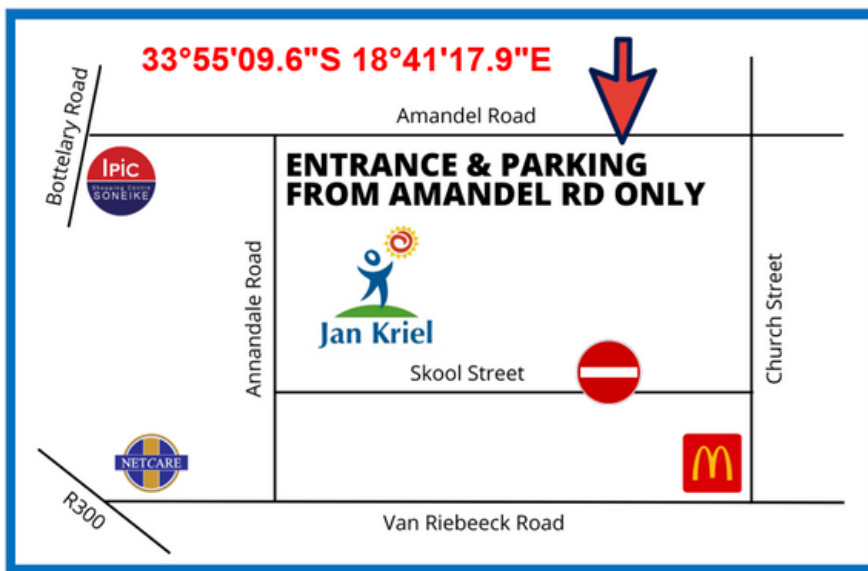 33°55'09.6"S 18°41'17.9"E
Bottelary Road
Amandel Road
IPIC
Shopping Centre
SONEIKE
ENTRANCE & PARKING
FROM AMANDEL RD ONLY
Annandale Road
Jan Kriel
Church Street
Skool Street
NETCARE
R300
Van Riebeeck Road